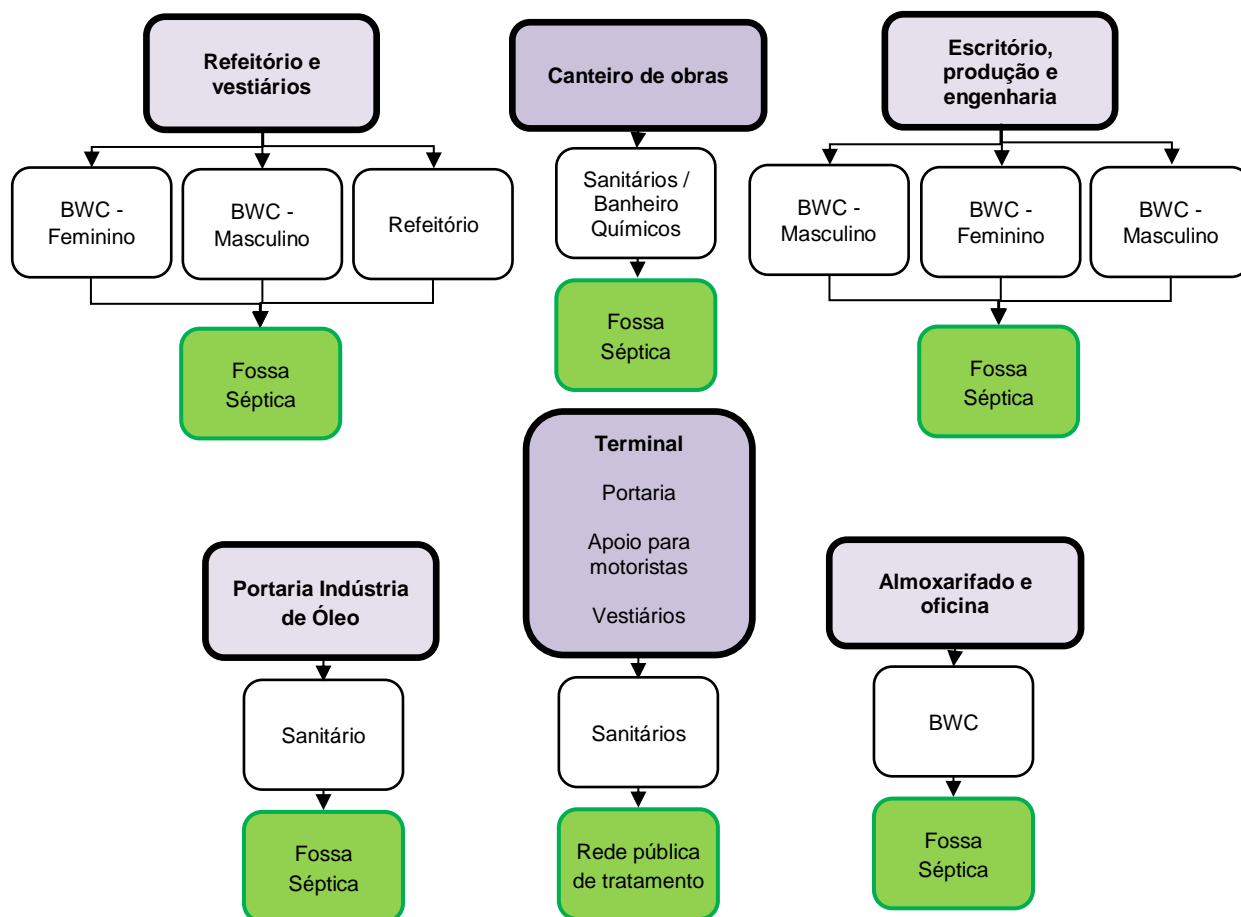 Refeitório e
vestiários
BWC -
Feminino
BWC -
Masculino
Refeitório
Fossa
Séptica
Canteiro de obras
Sanitários /
Banheiro
Químicos
Fossa
Séptica
Escritório,
produção e
engenharia
BWC -
Masculino
BWC -
Feminino
BWC -
Masculino
Fossa
Séptica
Portaria Indústria
de Óleo
Sanitário
Fossa
Séptica
Terminal
Portaria
Apoio para
motoristas
Vestiários
Sanitários
Rede pública
de tratamento
Almoxarifado e
oficina
BWC
Fossa
Séptica